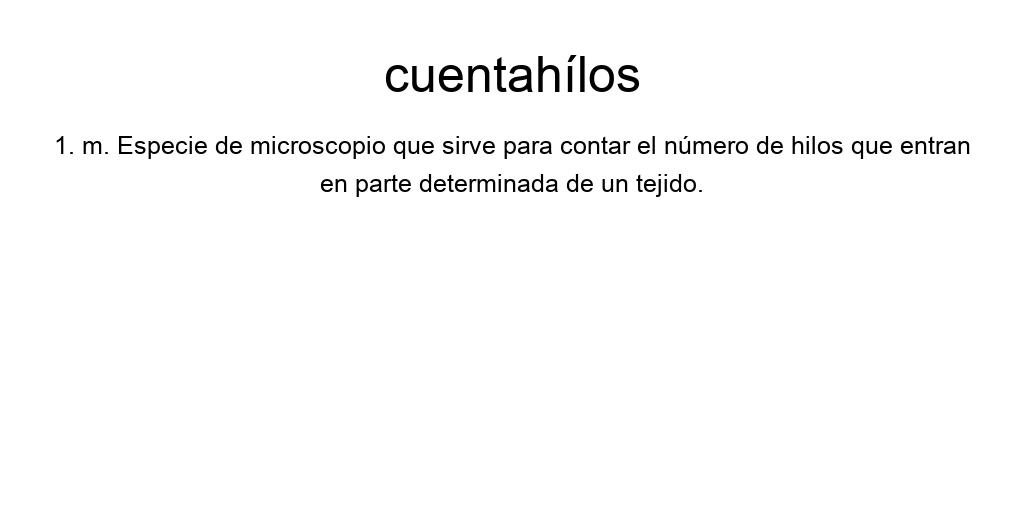 cuentahílos
1. m. Especie de microscopio que sirve para contar el número de hilos que entran
en parte determinada de un tejido.